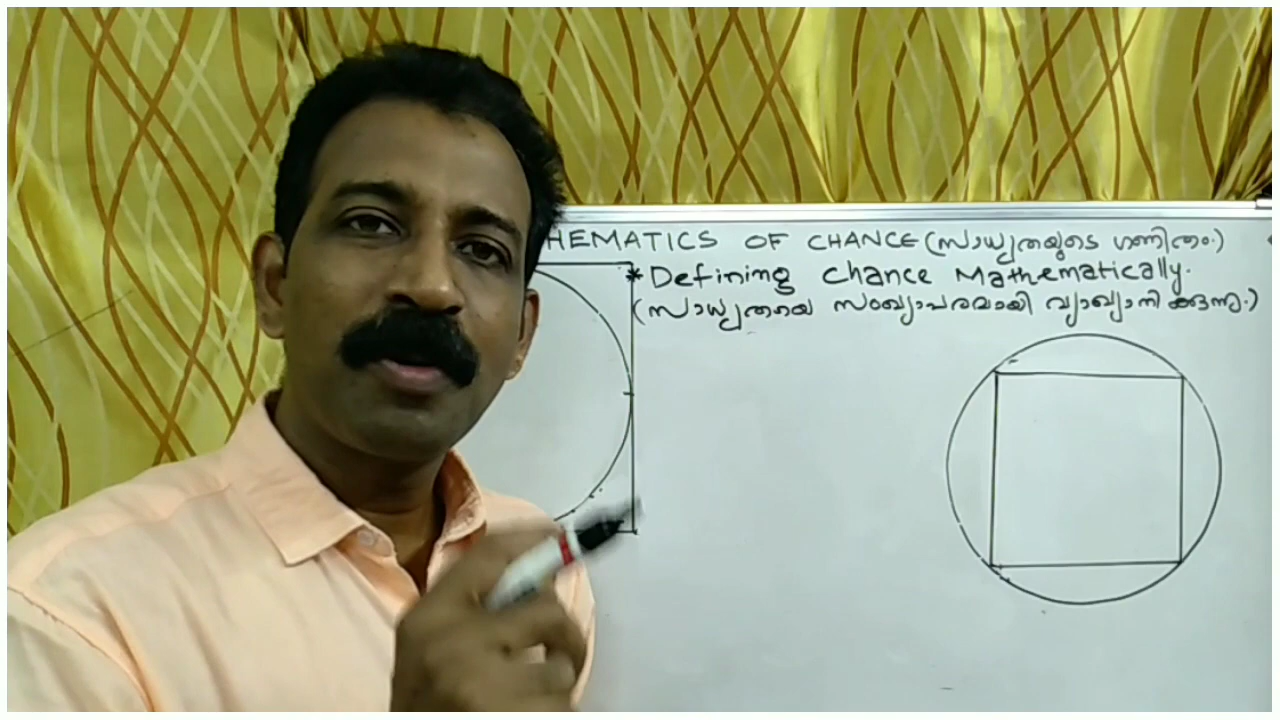 HEMATICS OF CHANCE (സാധ്യതയുടെ ഗണിതം.)
* Defining Chance Mathematically.
(സാധ്യതയെ സംഖ്യാപരമായി വ്യാഖ്യാനിക്കുന്നു.)